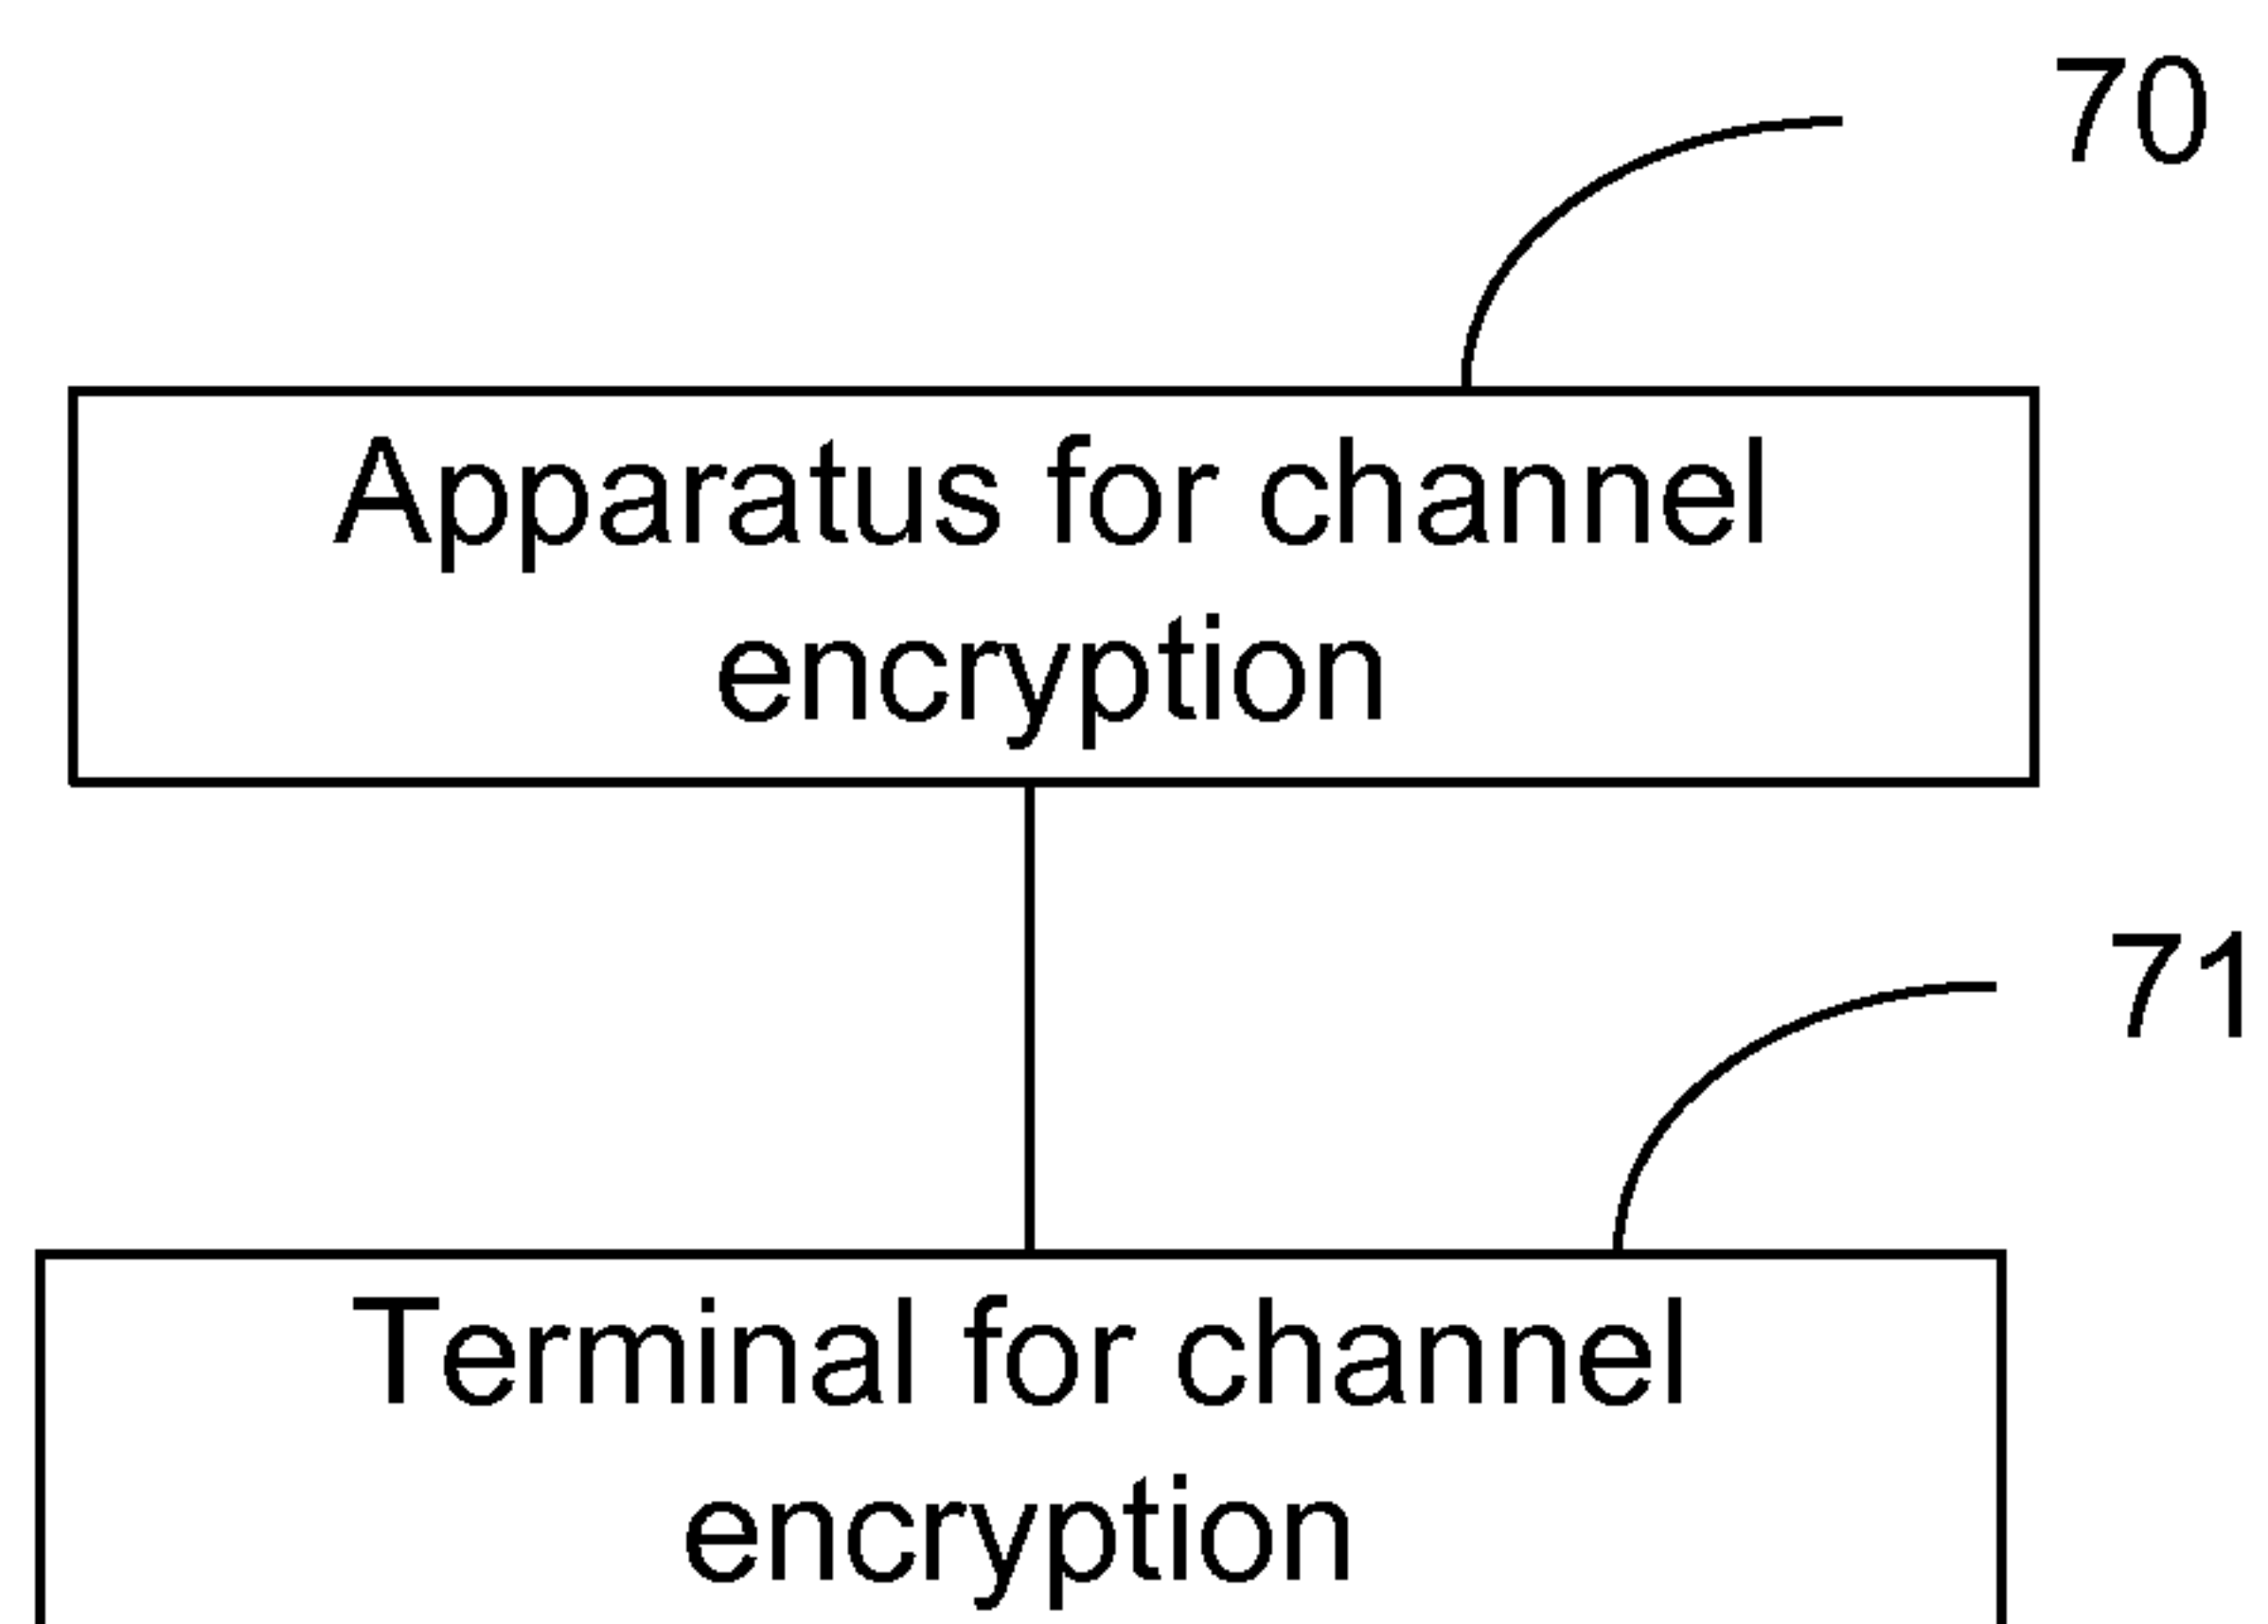 70
Apparatus for channel
encryption
71
Terminal for channel
encryption